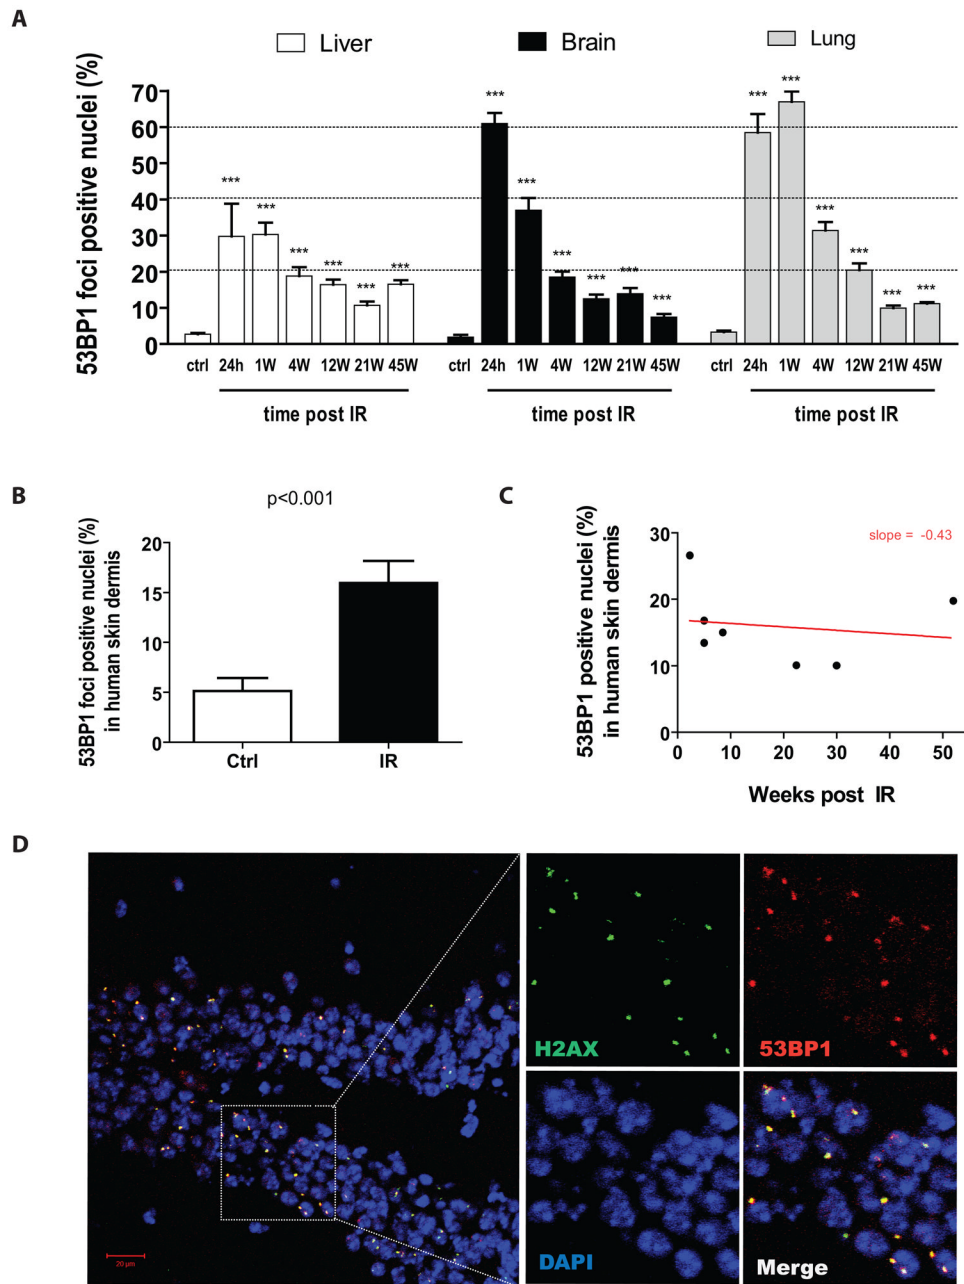 A
Liver
Brain
Lung
53BP1 foci positive nuclei (%)
70
60
50
40
30
20
10
0
*** *** *** *** *** ***
*** *** *** *** *** ***
*** *** *** *** *** ***
ctrl 24h 1W 4W 12W 21W 45W
ctrl 24h 1W 4W 12W 21W 45W
ctrl 24h 1W 4W 12W 21W 45W
time post IR
time post IR
time post IR
B
p<0.001
53BP1 foci positive nuclei (%)
in human skin dermis
20
15
10
5
0
Ctrl IR
C
slope = -0.43
53BP1 positive nuclei (%)
in human skin dermis
30
20
10
0
0 10 20 30 40 50
Weeks post IR
D
20 µm
H2AX
53BP1
DAPI
Merge